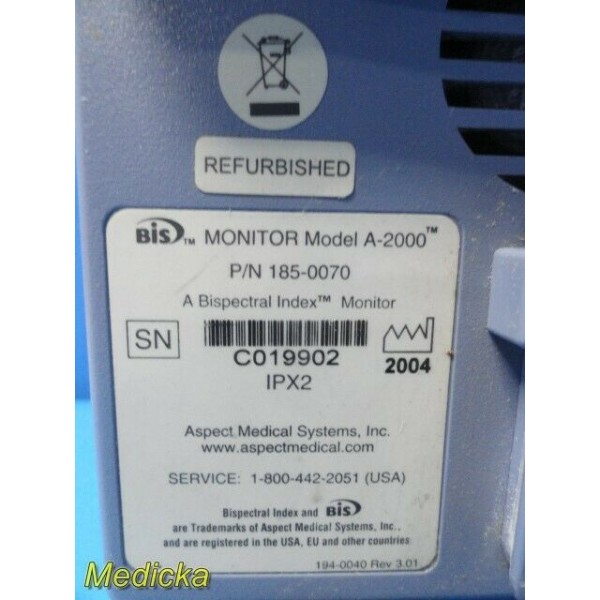 REFURBISHED
BIS™ MONITOR Model A-2000™
P/N 185-0070
A Bispectral Index™ Monitor
SN
C019902
2004
IPX2
Aspect Medical Systems, Inc.
www.aspectmedical.com
SERVICE: 1-800-442-2051 (USA)
Bispectral Index and BIS
are Trademarks of Aspect Medical Systems, Inc.,
and are registered in the USA, EU and other countries
194-0040 Rev 3.01
Medicka